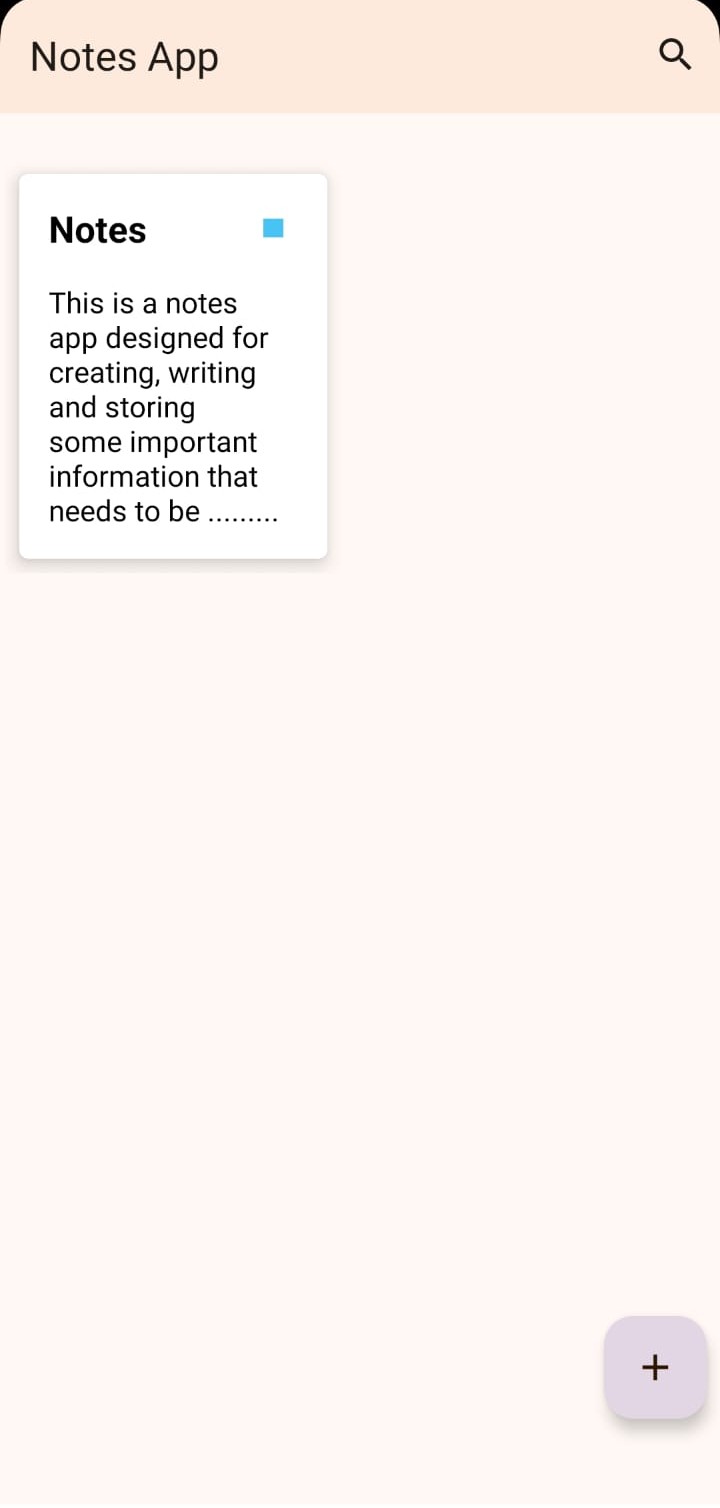 Notes App
Notes
This is a notes
app designed for
creating, writing
and storing
some important
information that
needs to be .........
+